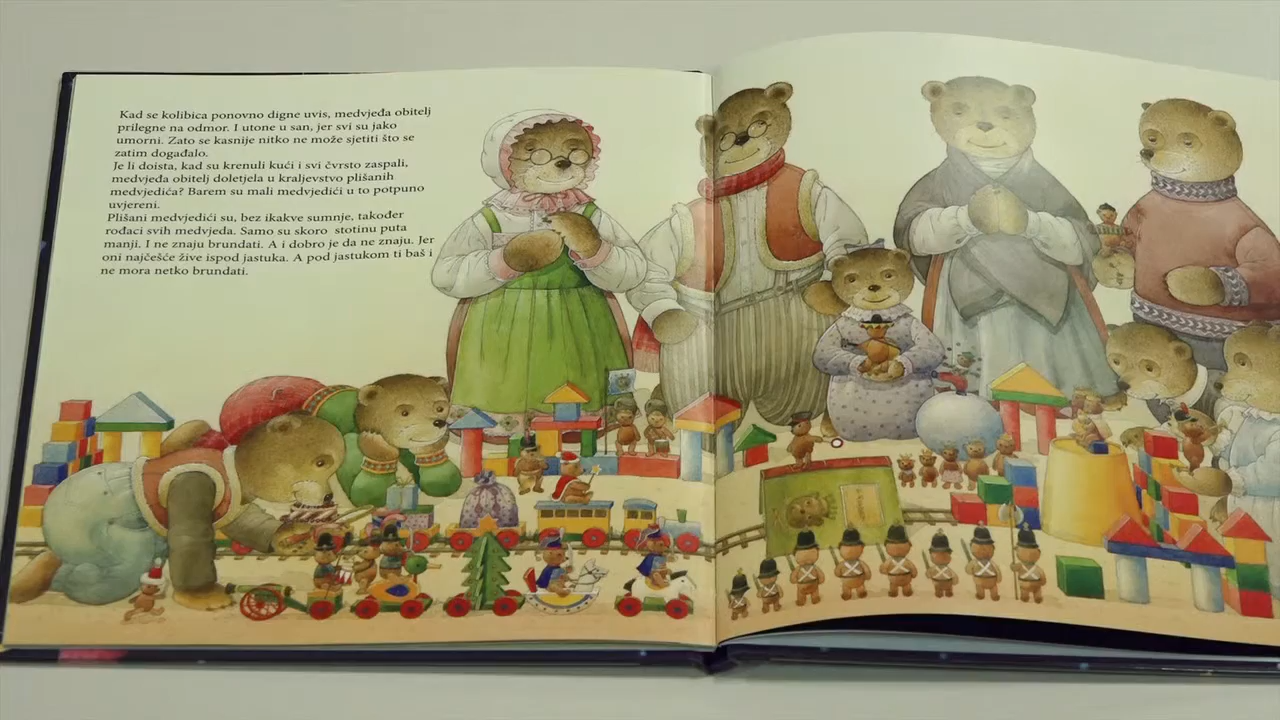 Kad se kolibica ponovno digne uvis, medvjeđa obitelj
prilegne na odmor. I utone u san, jer svi su jako
umorni. Zato se kasnije nitko ne može sjetiti što se
zatim događalo.
Je li doista, kad su krenuli kući i svi čvrsto zaspali,
medvjeđa obitelj doletjela u kraljevstvo plišanih
medvjedića? Barem su mali medvjedići u to potpuno
uvjereni.
Plišani medvjedići su, bez ikakve sumnje, također
rođaci svih medvjeda. Samo su skoro stotinu puta
manji. I ne znaju brundati. A i dobro je da ne znaju. Jer
oni najčešće žive ispod jastuka. A pod jastukom ti baš i
ne mora netko brundati.